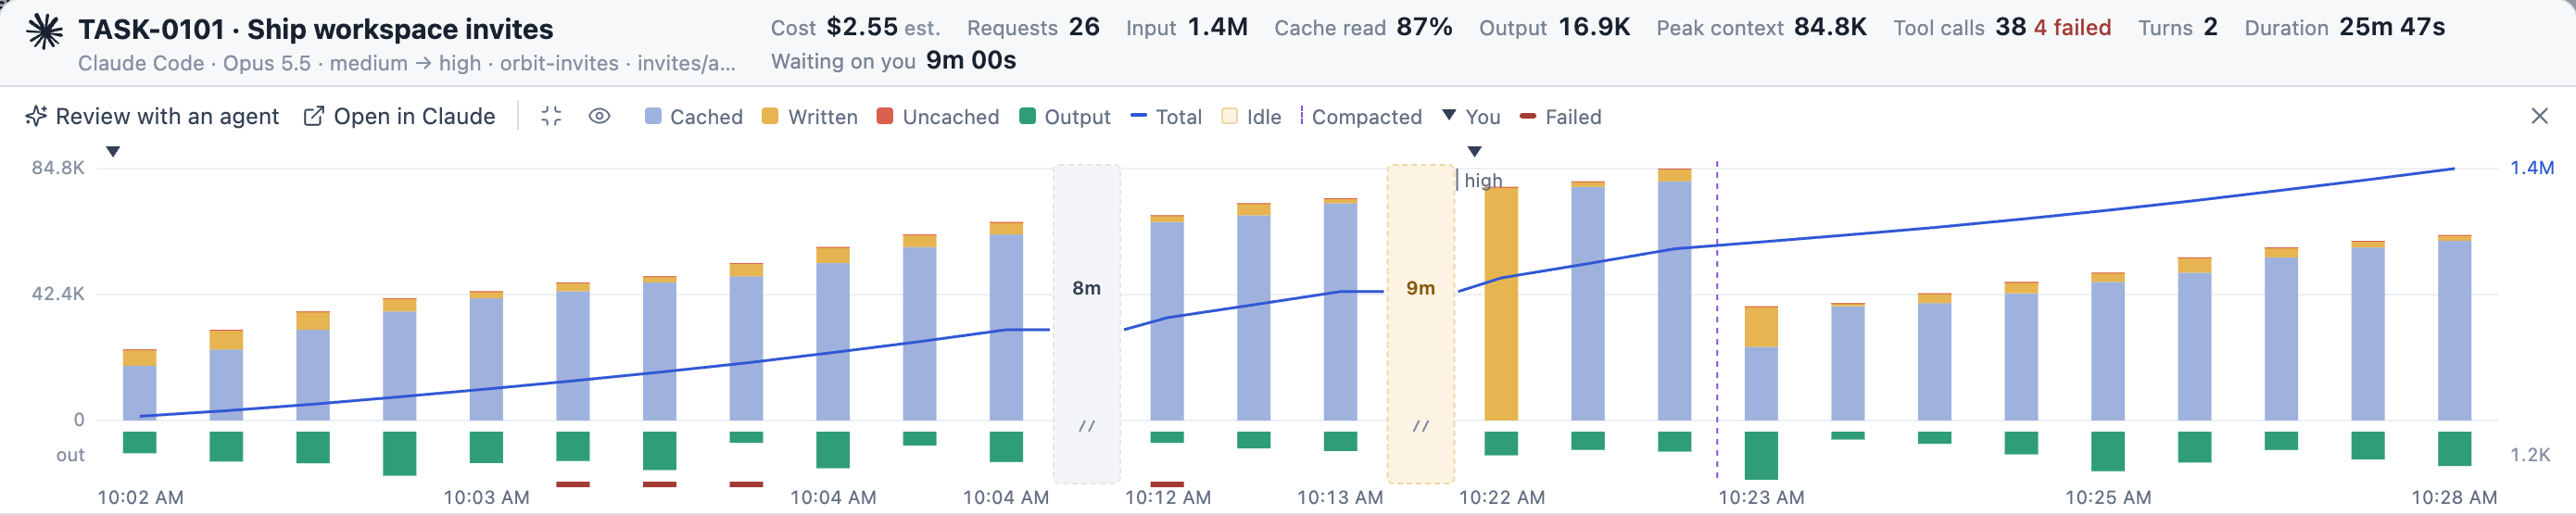 TASK-0101 · Ship workspace invites
Claude Code · Opus 5.5 · medium → high · orbit-invites · invites/a...
Cost $2.55 est. Requests 26 Input 1.4M Cache read 87% Output 16.9K Peak context 84.8K Tool calls 38 4 failed Turns 2 Duration 25m 47s
Waiting on you 9m 00s
Review with an agent Open in Claude Cached Written Uncached Output Total Idle Compacted You Failed
84.8K 1.4M
high
42.4K 8m 9m
0 // //
out 1.2K
10:02 AM 10:03 AM 10:04 AM 10:04 AM 10:12 AM 10:13 AM 10:22 AM 10:23 AM 10:25 AM 10:28 AM